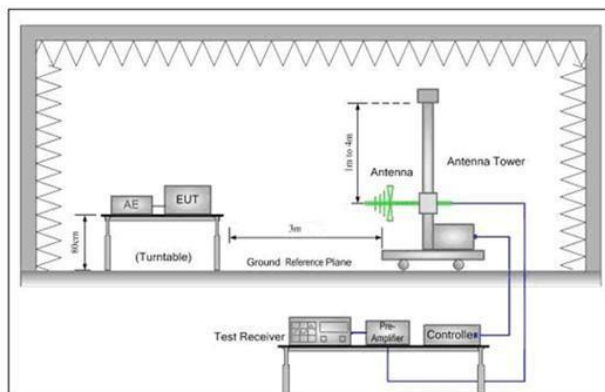 1m to 4m
Antenna
Antenna Tower
AE
EUT
80cm
(Turntable)
3m
Ground Reference Plane
Test Receiver
Pre-
Amplifier
Controller